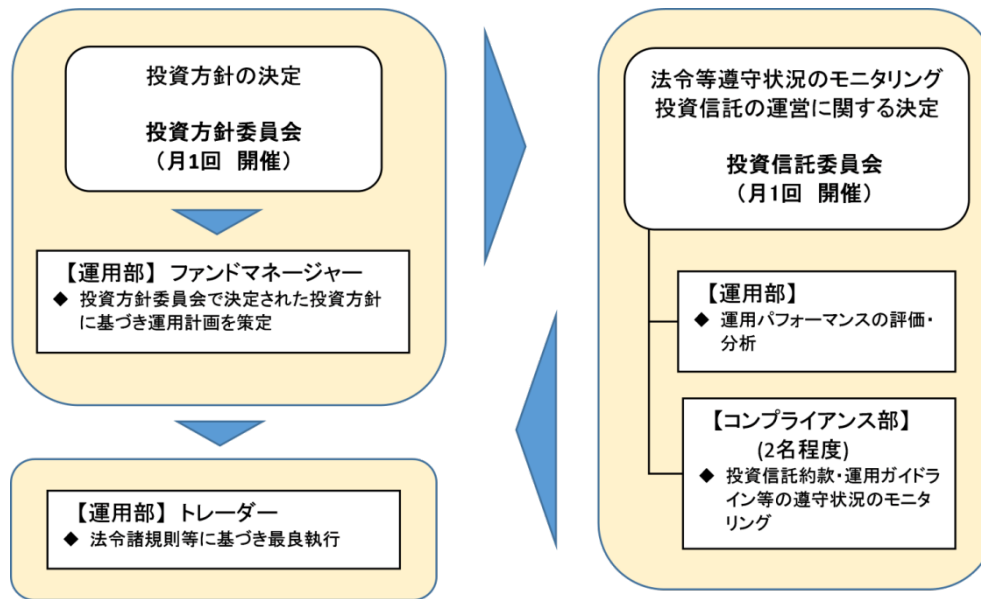 投資方針の決定
投資方針委員会
(月1回 開催)
【運用部】 ファンドマネージャー
◆ 投資方針委員会で決定された投資方針
に基づき運用計画を策定
【運用部】 トレーダー
◆ 法令諸規則等に基づき最良執行
法令等遵守状況のモニタリング
投資信託の運営に関する決定
投資信託委員会
(月1回 開催)
【運用部】
◆ 運用パフォーマンスの評価・
分析
【コンプライアンス部】
(2名程度)
◆ 投資信託約款・運用ガイドラ
イン等の遵守状況のモニタ
リング